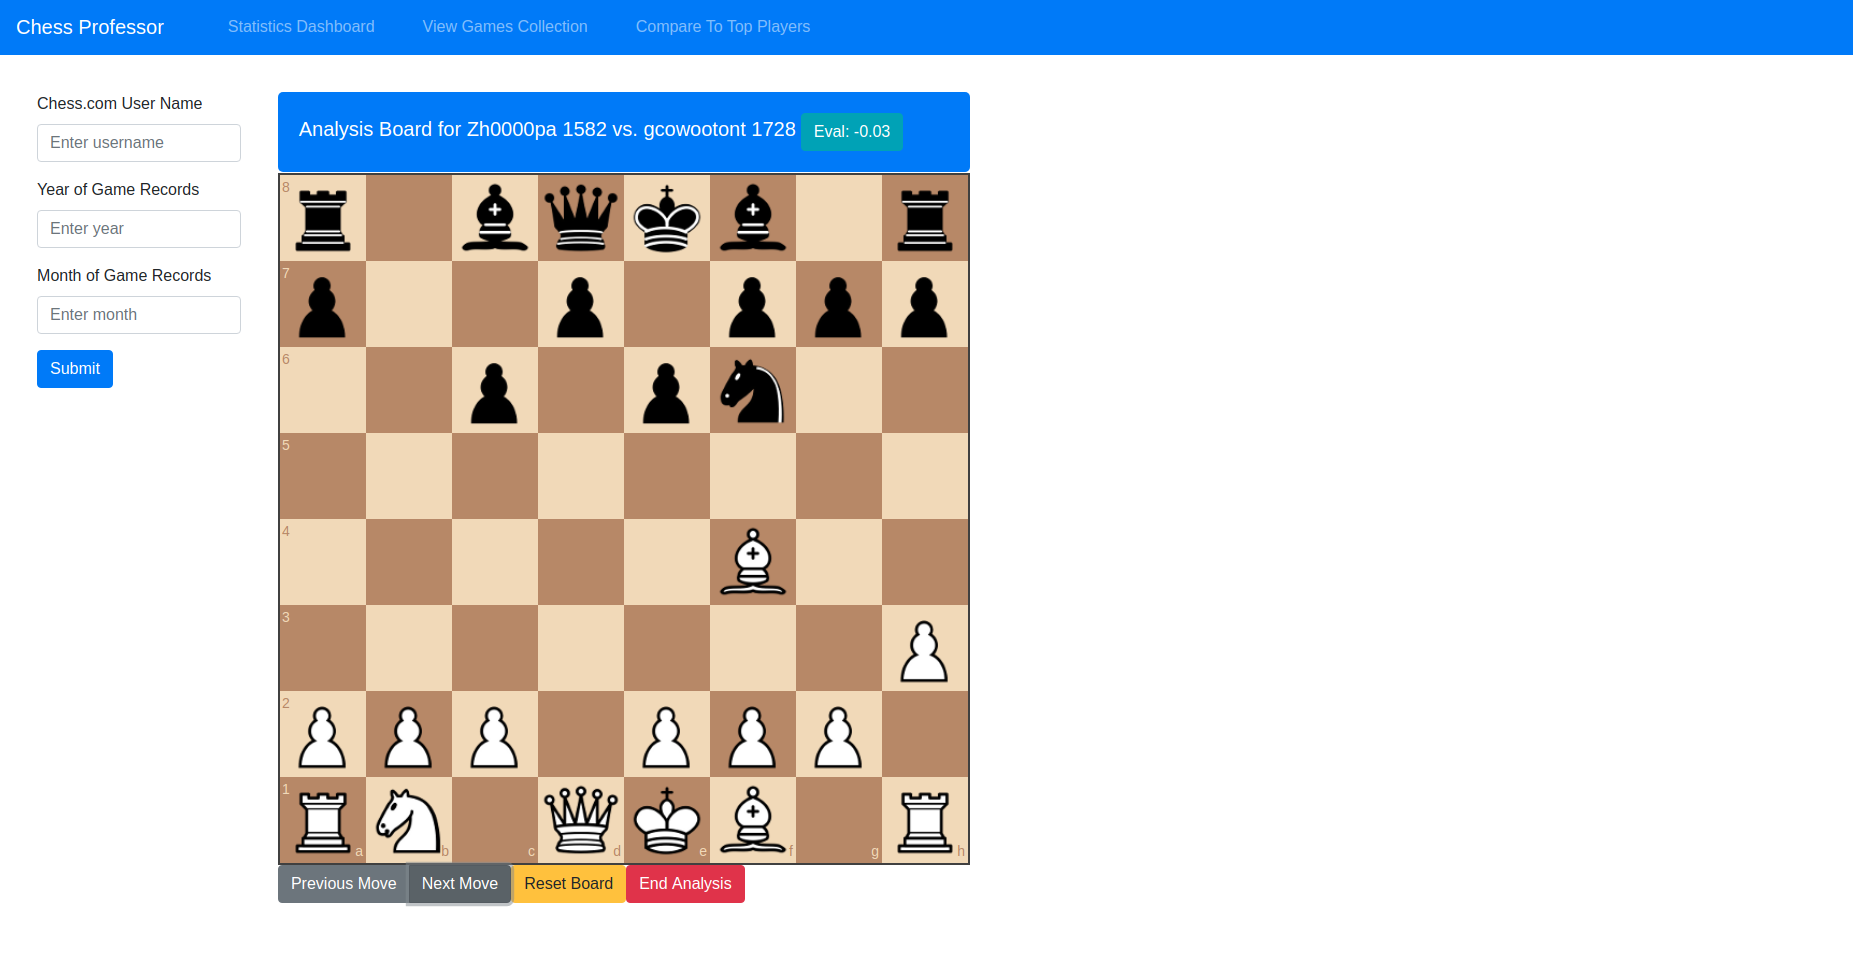 Chess Professor Statistics Dashboard View Games Collection Compare To Top Players
Chess.com User Name
Enter username
Year of Game Records
Enter year
Month of Game Records
Enter month
Submit
Analysis Board for Zh0000pa 1582 vs. gcowootont 1728 Eval: -0.03
8
7
6
5
4
3
2
1
a b c d e f g h
Previous Move Next Move Reset Board End Analysis